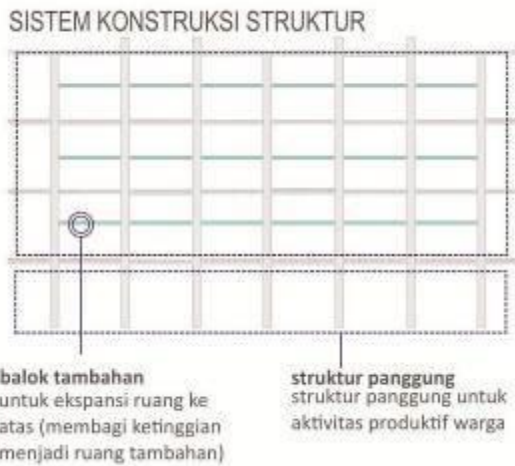 SISTEM KONSTRUKSI STRUKTUR
balok tambahan
untuk ekspansi ruang ke
atas (membagi ketinggian
menjadi ruang tambahan)
struktur panggung
struktur panggung untuk
aktivitas produktif warga